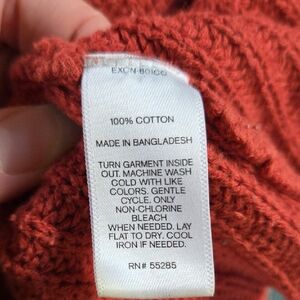 100% COTTON
MADE IN BANGLADESH
TURN GARMENT INSIDE
OUT. MACHINE WASH
COLD WITH LIKE
COLORS. GENTLE
CYCLE. ONLY
NON-CHLORINE
BLEACH
WHEN NEEDED. LAY
FLAT TO DRY. COOL
IRON IF NEEDED.
RN# 55285